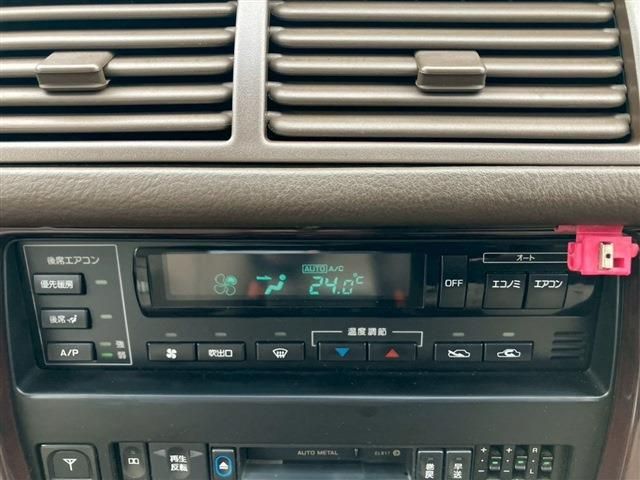 後席エアコン
優先暖房
後席
A/P
強
弱
AUTO A/C
24.0℃
吹出口
温度調節
OFF
オート
エコノミ
エアコン
再生
反転
AUTO METAL
巻戻
早送
R
L